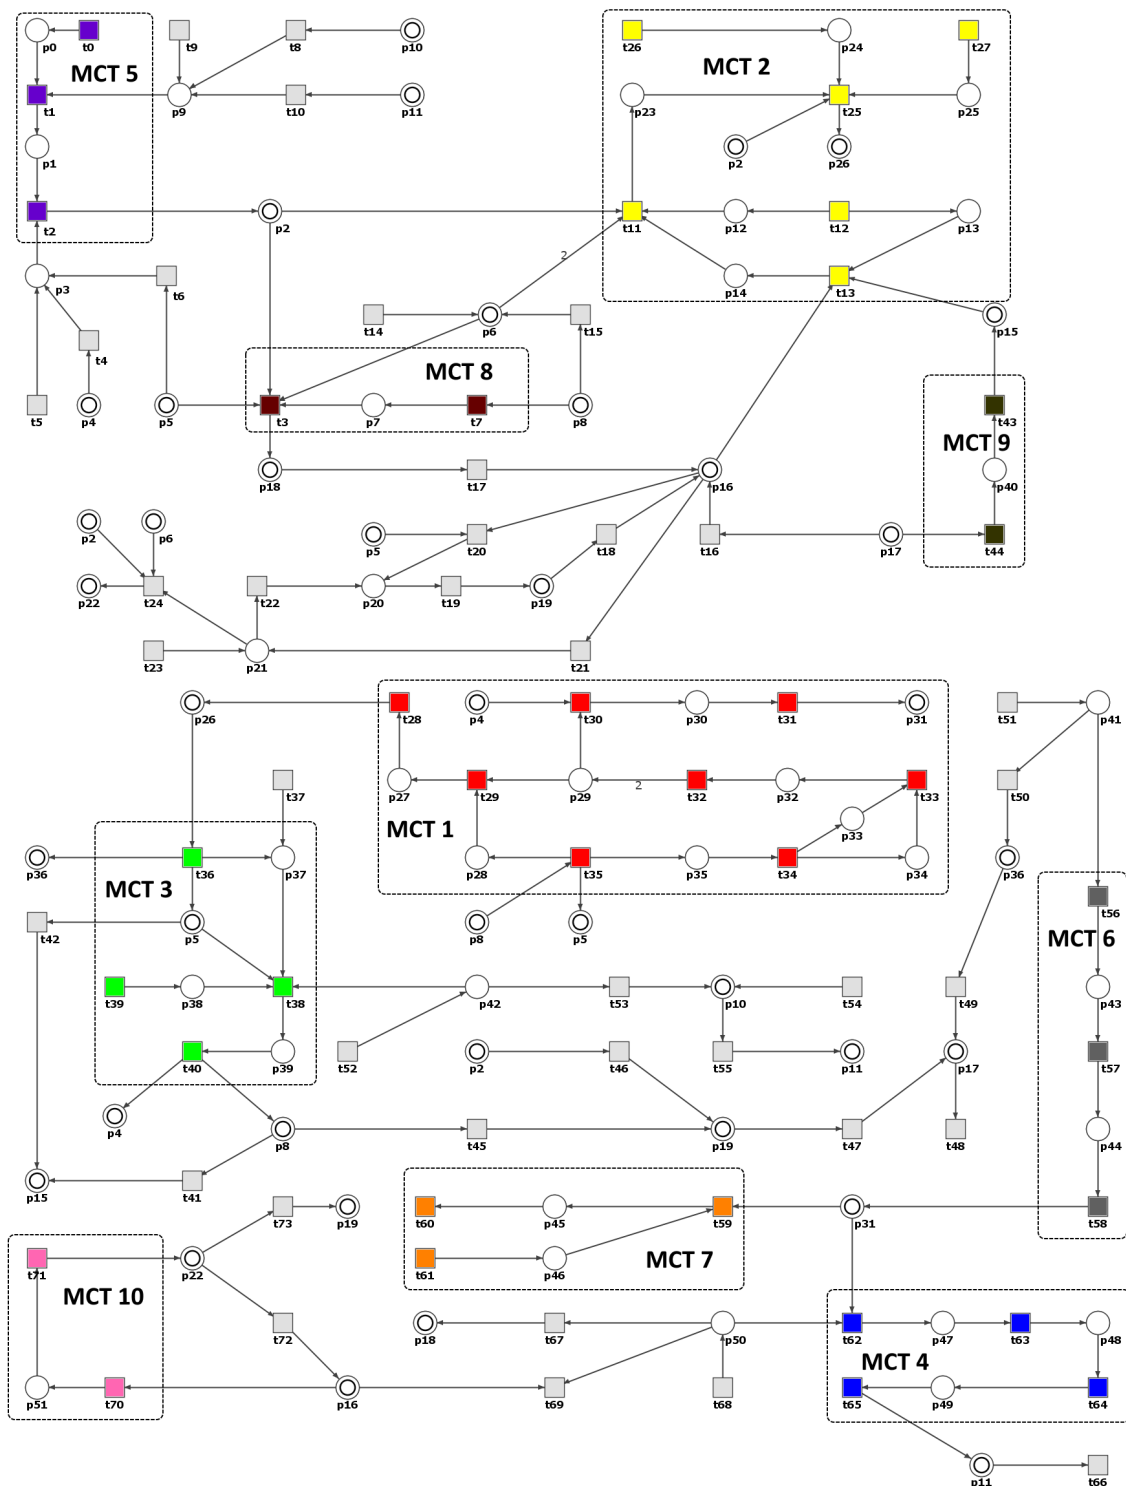 t26 p24 t27
p0 t0 t9 t8 p10
MCT 5 MCT 2
t1 p9 t10 p11 p23 t25 p25
p1 p2 p26
t2 p2 t11 p12 t12 p13
2
p3 t6 p14 t13
t14 p6 t15 p15
t4
MCT 8
t5 p4 p5 t3 p7 t7 p8 t43
MCT 9
p18 t17 p16 p40
p2 p6 p5 t20 t18 t16 p17 t44
p22 t24 t22 p20 t19 p19
t23 p21 t21
p26 t28 p4 t30 p30 t31 p31 t51 p41
t37 p27 t29 p29 2 t32 p32 t33 t50
MCT 1 p33
p36 t36 p37 p28 t35 p35 t34 p34 p36
MCT 3
t56
t42 p5 p8 p5
MCT 6
t39 p38 t38 p42 t53 p10 t54 t49 p43
t40 p39 t52 p2 t46 t55 p11 p17 t57
p4 p8 t45 p19 t47 t48 p44
p15 t41
t73 p19 t60 p45 t59 p31 t58
t71 p22 t61 p46 MCT 7
MCT 10
t72 p18 t67 p50 t62 p47 t63 p48
MCT 4
p51 t70 p16 t69 t68 t65 p49 t64
p11 t66